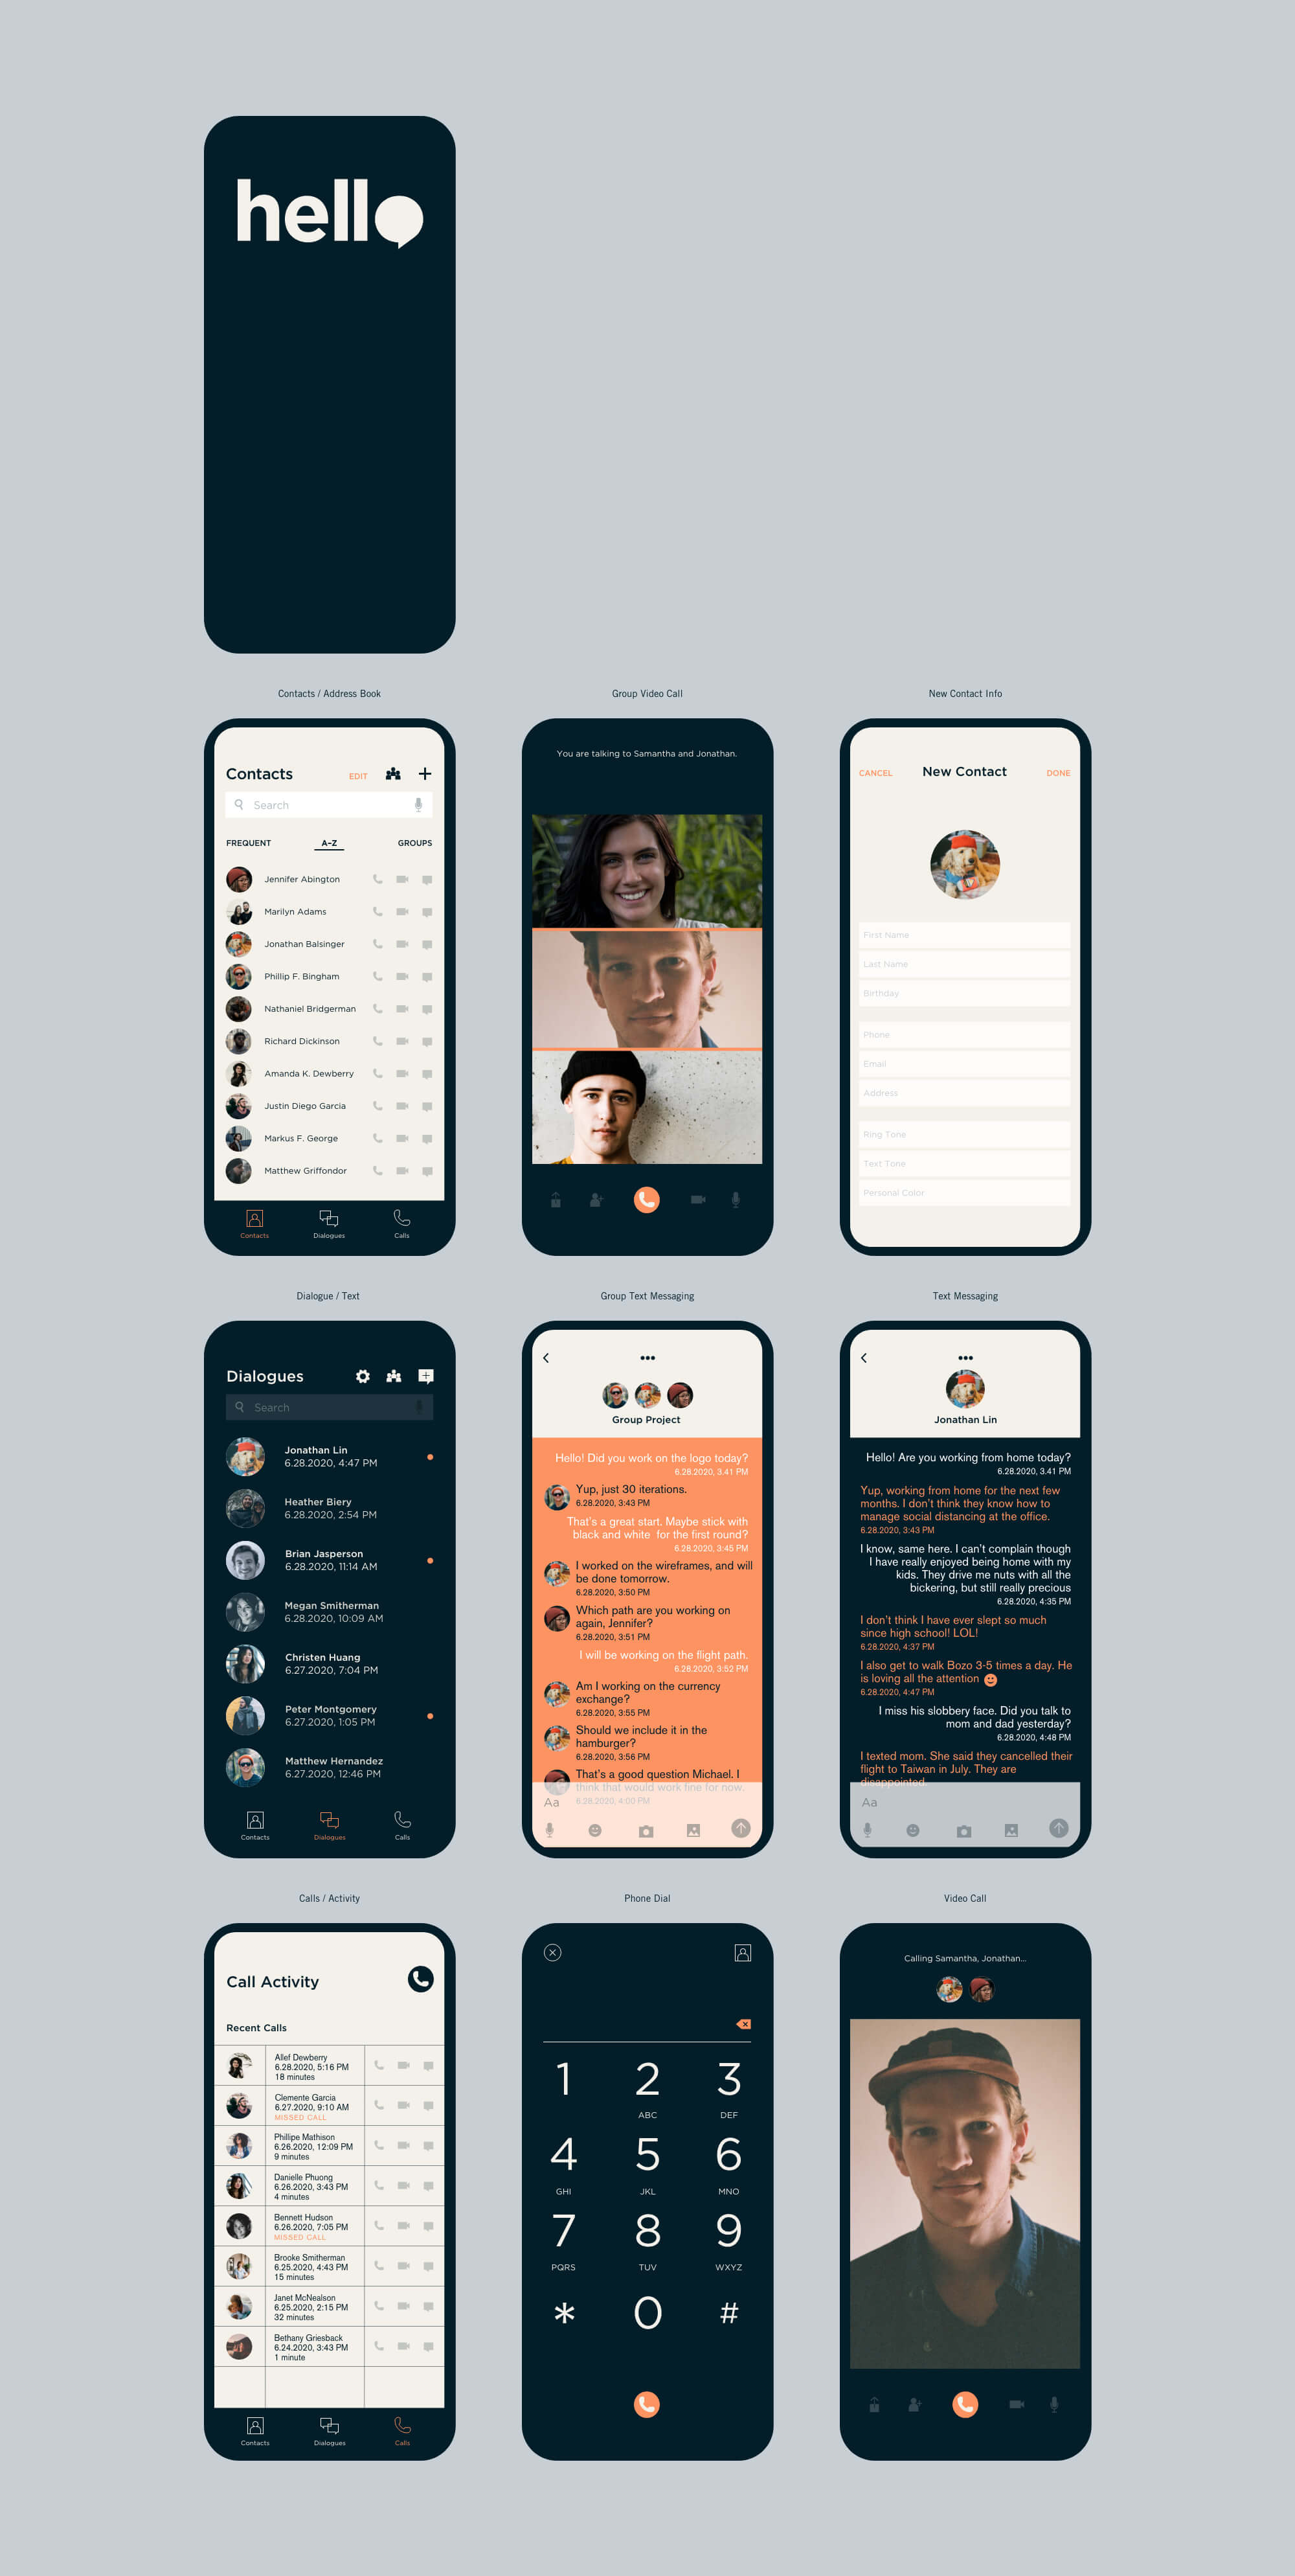 hello
Contacts / Address Book
Contacts
EDIT
Search
FREQUENT
A–Z
GROUPS
Jennifer Abington
Marilyn Adams
Jonathan Balsinger
Phillip F. Bingham
Nathaniel Bridgerman
Richard Dickinson
Amanda K. Dewberry
Justin Diego Garcia
Markus F. George
Matthew Griffondor
Contacts
Dialogues
Calls
Group Video Call
You are talking to Samantha and Jonathan.
New Contact Info
CANCEL
New Contact
DONE
First Name
Last Name
Birthday
Phone
Email
Address
Ring Tone
Text Tone
Personal Color
Dialogue / Text
Dialogues
Search
Jonathan Lin
6.28.2020, 4:47 PM
Heather Biery
6.28.2020, 2:54 PM
Brian Jasperson
6.28.2020, 11:14 AM
Megan Smitherman
6.28.2020, 10:09 AM
Christen Huang
6.27.2020, 7:04 PM
Peter Montgomery
6.27.2020, 1:05 PM
Matthew Hernandez
6.27.2020, 12:46 PM
Contacts
Dialogues
Calls
Group Text Messaging
Group Project
Hello! Did you work on the logo today?
6.28.2020, 3.41 PM
Yup, just 30 iterations.
6.28.2020, 3:43 PM
That's a great start. Maybe stick with
black and white for the first round?
6.28.2020, 3:45 PM
I worked on the wireframes, and will
be done tomorrow.
6.28.2020, 3:50 PM
Which path are you working on
again, Jennifer?
6.28.2020, 3:51 PM
I will be working on the flight path.
6.28.2020, 3:52 PM
Am I working on the currency
exchange?
6.28.2020, 3:55 PM
Should we include it in the
hamburger?
6.28.2020, 3:56 PM
That's a good question Michael. I
think that would work fine for now.
6.28.2020, 4:00 PM
Aa
Text Messaging
Jonathan Lin
Hello! Are you working from home today?
6.28.2020, 3.41 PM
Yup, working from home for the next few
months. I don't think they know how to
manage social distancing at the office.
6.28.2020, 3:43 PM
I know, same here. I can't complain though
I have really enjoyed being home with my
kids. They drive me nuts with all the
bickering, but still really precious
6.28.2020, 4:35 PM
I don't think I have ever slept so much
since high school! LOL!
6.28.2020, 4:37 PM
I also get to walk Bozo 3-5 times a day. He
is loving all the attention
6.28.2020, 4:47 PM
I miss his slobbery face. Did you talk to
mom and dad yesterday?
6.28.2020, 4:48 PM
I texted mom. She said they cancelled their
flight to Taiwan in July. They are
disappointed.
Aa
Calls / Activity
Call Activity
Recent Calls
Allef Dewberry
6.28.2020, 5:16 PM
18 minutes
Clemente Garcia
6.27.2020, 9:10 AM
MISSED CALL
Phillipe Mathison
6.26.2020, 12:09 PM
9 minutes
Danielle Phuong
6.26.2020, 3:43 PM
4 minutes
Bennett Hudson
6.26.2020, 7:05 PM
MISSED CALL
Brooke Smitherman
6.25.2020, 4:43 PM
15 minutes
Janet McNealson
6.25.2020, 2:15 PM
32 minutes
Bethany Griesback
6.24.2020, 3:43 PM
1 minute
Contacts
Dialogues
Calls
Phone Dial
1 2 3
ABC DEF
4 5 6
GHI JKL MNO
7 8 9
PQRS TUV WXYZ
* 0 #
Video Call
Calling Samantha, Jonathan...